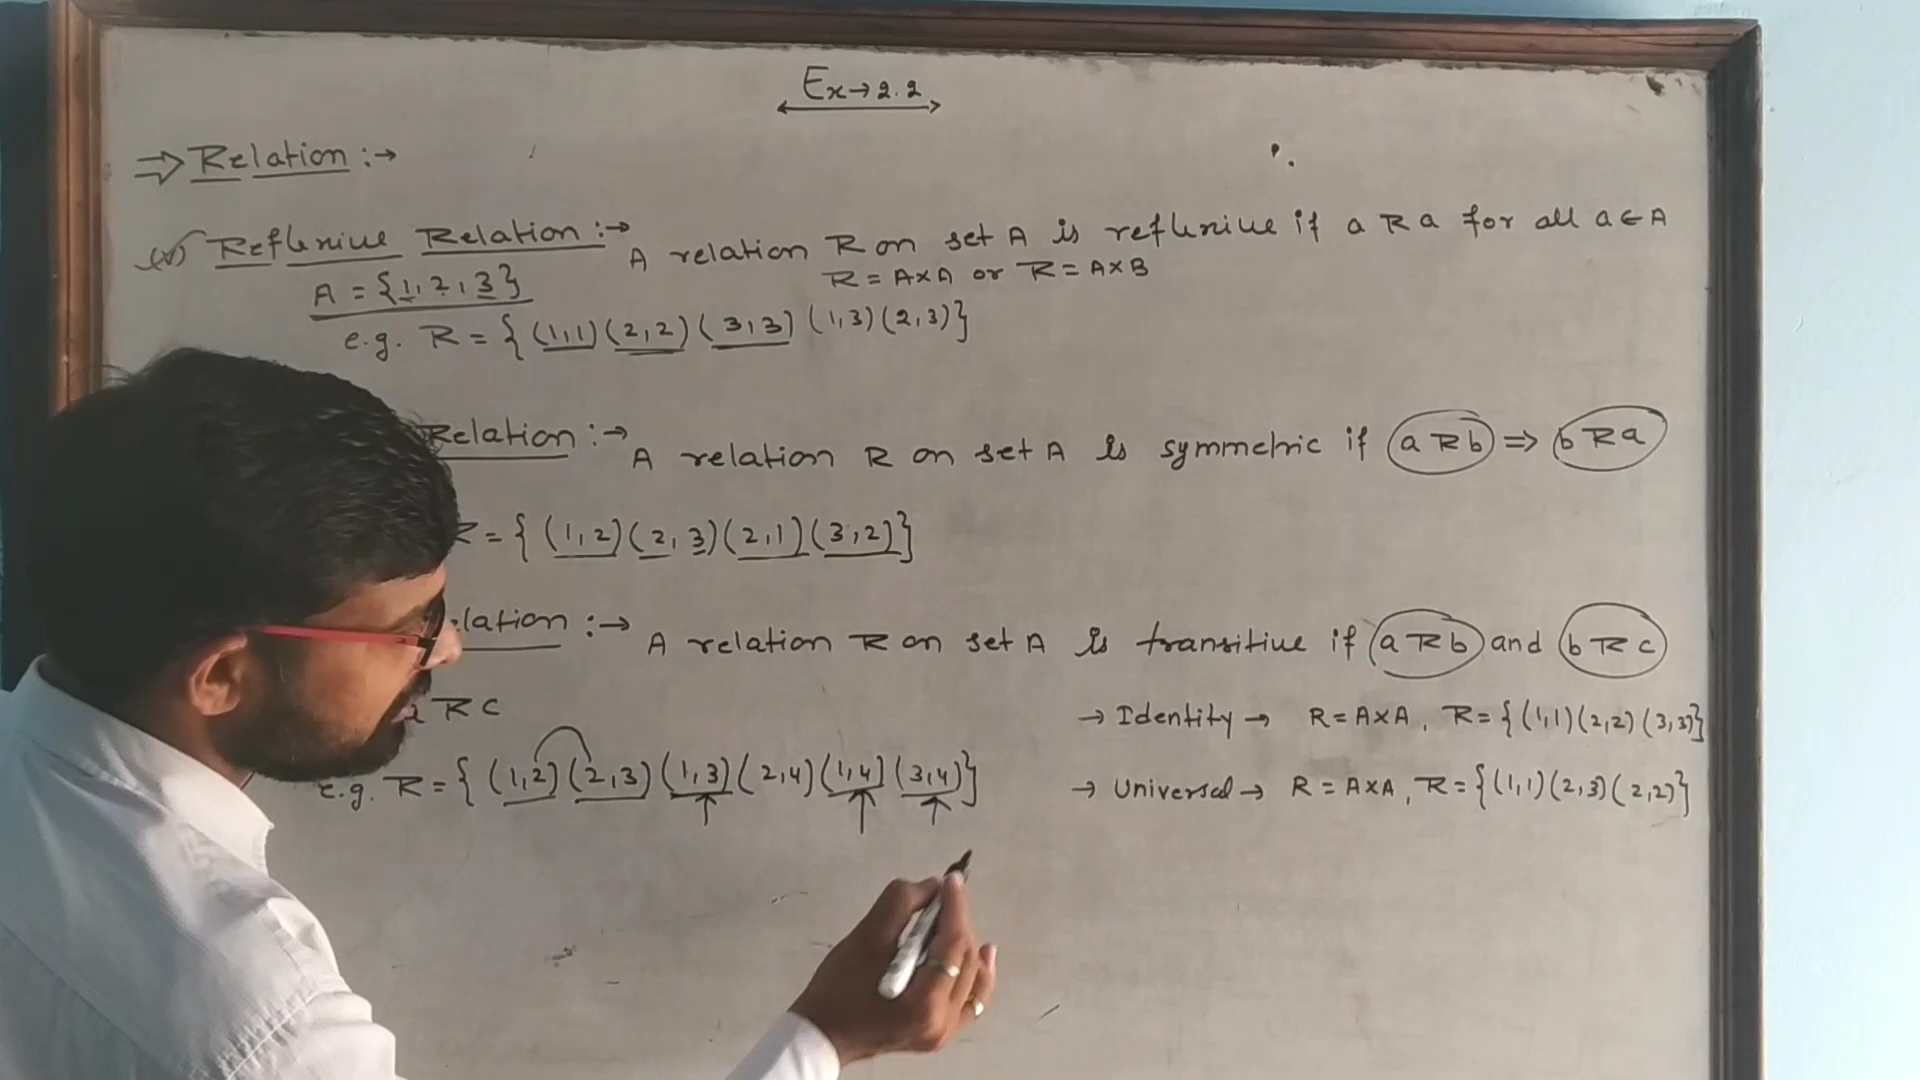 Ex→2.2
⇒ Relation :→
Reflexive Relation :→ A relation R on set A is reflexive if a R a for all a ∈ A
A = {1, 2, 3} R = A×A or R = A×B
e.g. R = { (1,1) (2,2) (3,3) (1,3) (2,3)}
Relation :→ A relation R on set A is symmetric if a R b ⇒ b R a
R = { (1,2) (2,3) (2,1) (3,2)}
lation :→ A relation R on set A is transitive if a R b and b R c
a R c
→ Identity → R = A×A, R = { (1,1) (2,2) (3,3)}
e.g. R = { (1,2) (2,3) (1,3) (2,4) (1,4) (3,4)}
→ Universal → R = A×A, R = {(1,1) (2,3) (2,2)}